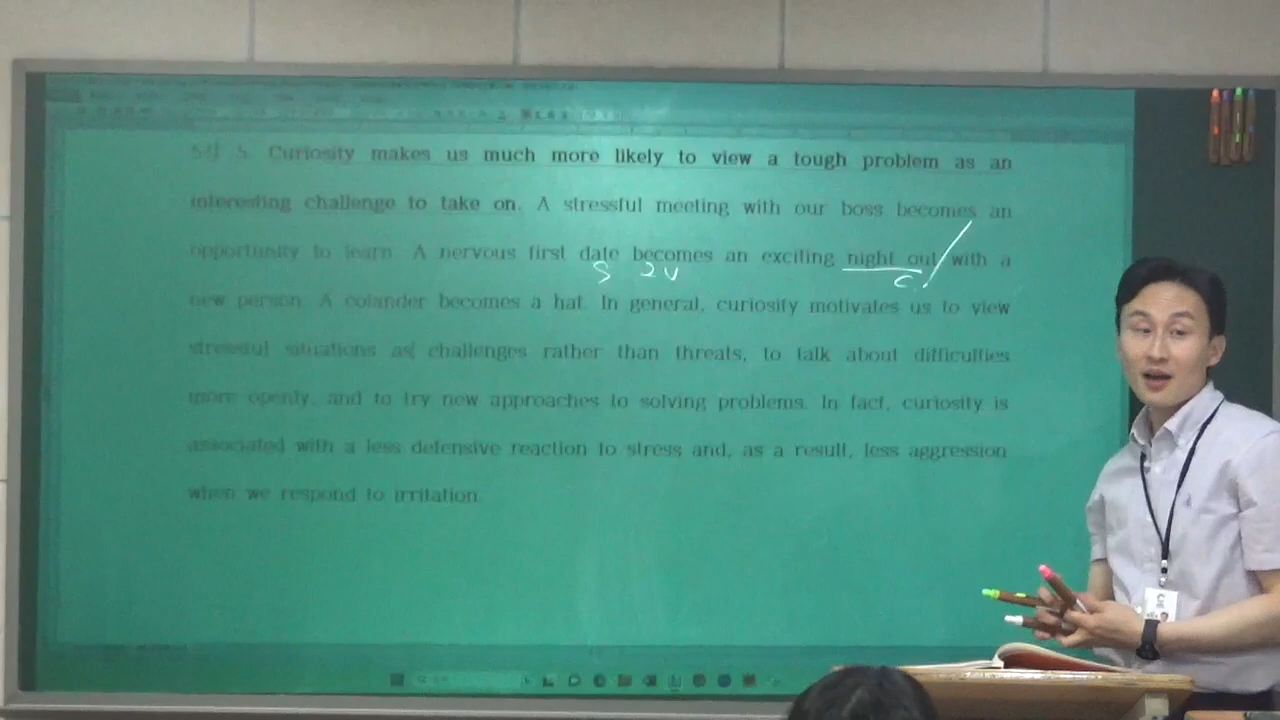 5. Curiosity makes us much more likely to view a tough problem as an
interesting challenge to take on. A stressful meeting with our boss becomes an
opportunity to learn. A nervous first date becomes an exciting night out with a
S 2V C
new person. A colander becomes a hat. In general, curiosity motivates us to view
stressful situations as challenges rather than threats, to talk about difficulties
more openly, and to try new approaches to solving problems. In fact, curiosity is
associated with a less defensive reaction to stress and, as a result, less aggression
when we respond to irritation.